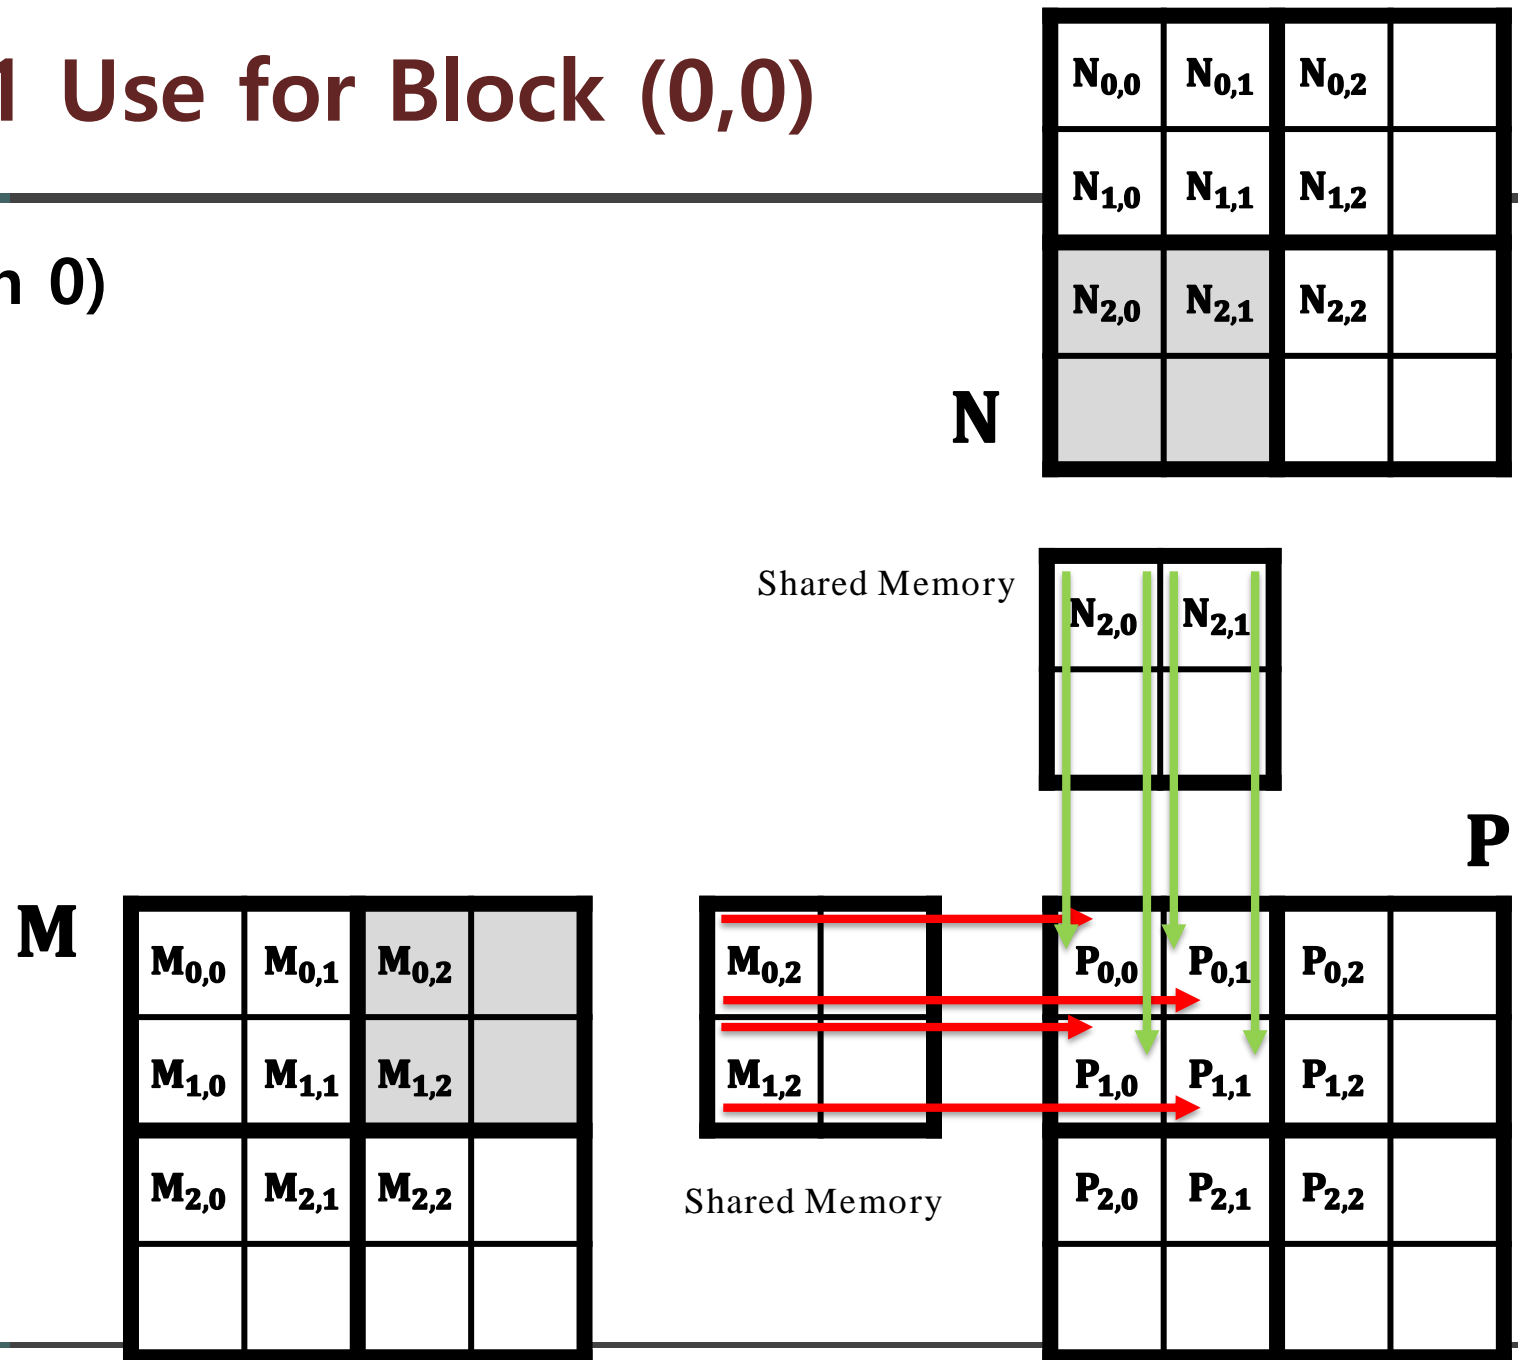 1 Use for Block (0,0)
n 0)
N0,0 N0,1 N0,2
N1,0 N1,1 N1,2
N2,0 N2,1 N2,2
N
Shared Memory
N2,0 N2,1
P
M
M0,0 M0,1 M0,2
M1,0 M1,1 M1,2
M2,0 M2,1 M2,2
M0,2
M1,2
Shared Memory
P0,0 P0,1 P0,2
P1,0 P1,1 P1,2
P2,0 P2,1 P2,2